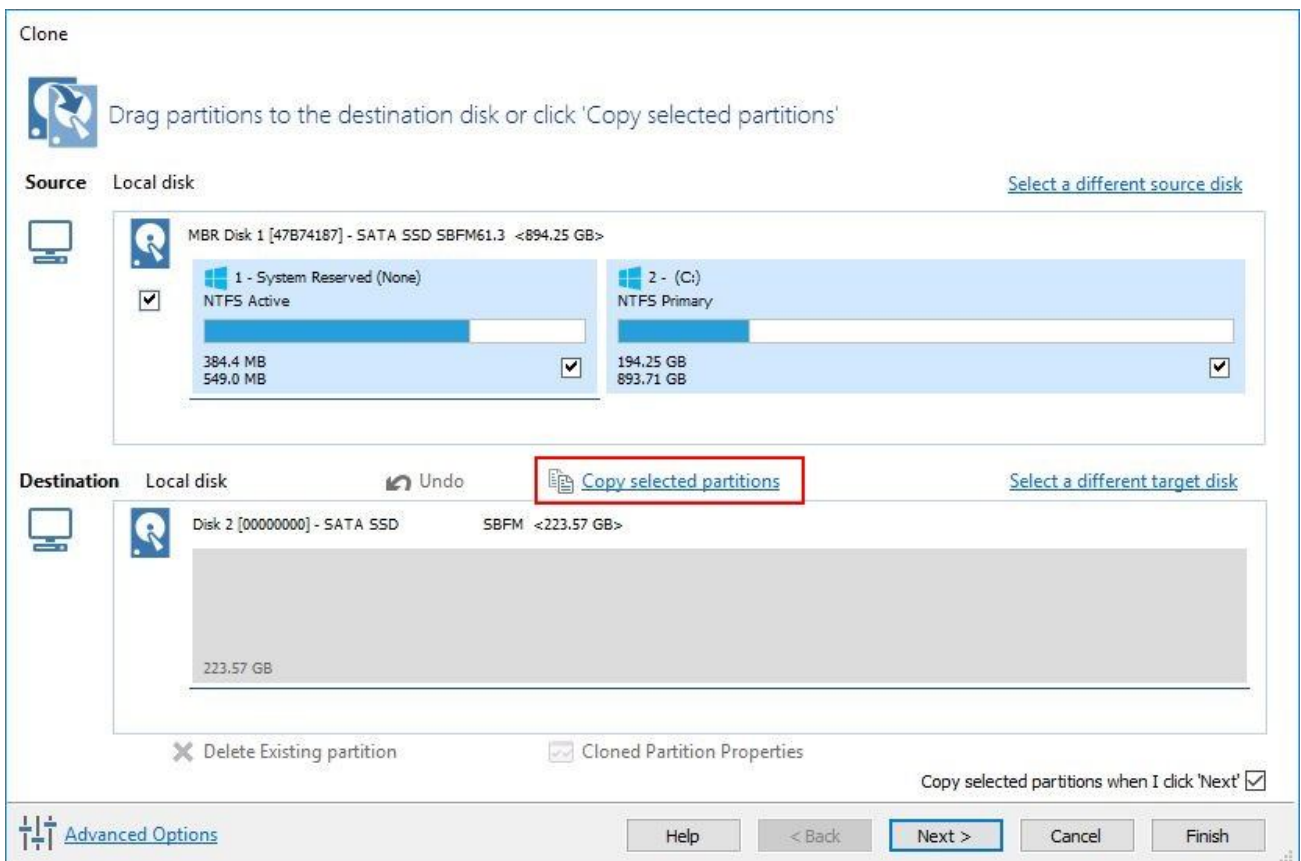 Clone
Drag partitions to the destination disk or click 'Copy selected partitions'
Source Local disk Select a different source disk
MBR Disk 1 [47B74187] - SATA SSD SBFM61.3 <894.25 GB>
1 - System Reserved (None) 2 - (C:)
NTFS Active NTFS Primary
384.4 MB 194.25 GB
549.0 MB 893.71 GB
Destination Local disk Undo Copy selected partitions Select a different target disk
Disk 2 [00000000] - SATA SSD SBFM <223.57 GB>
223.57 GB
Delete Existing partition Cloned Partition Properties
Copy selected partitions when I click 'Next'
Advanced Options Help < Back Next > Cancel Finish